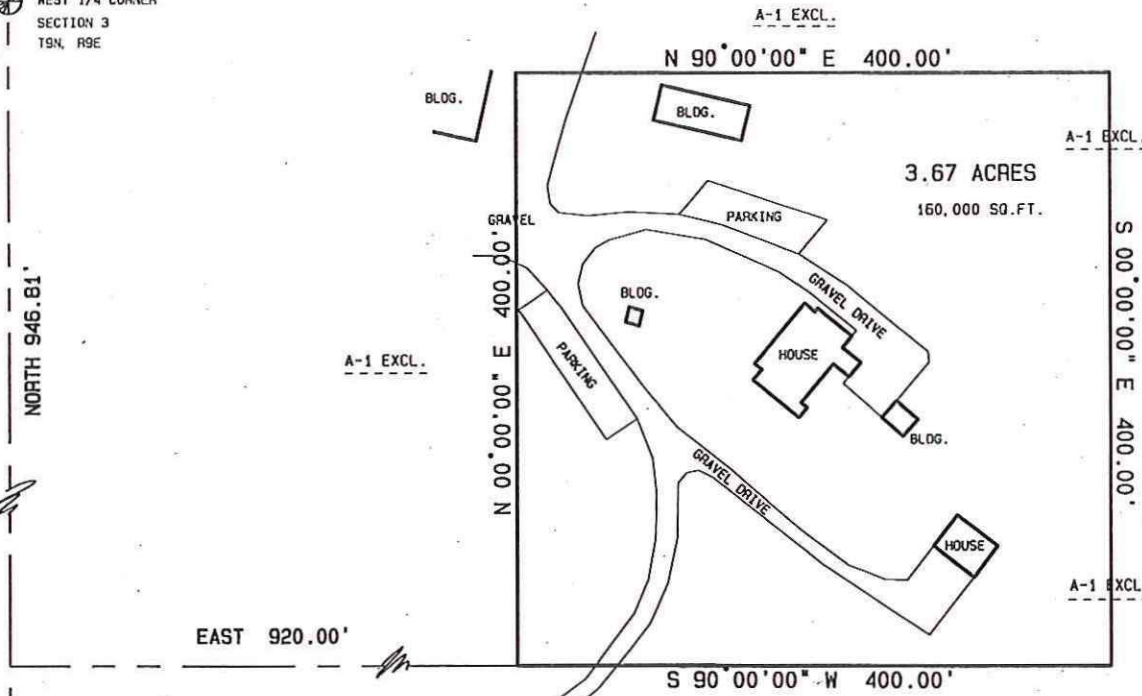 WEST 1/4 CORNER
SECTION 3
T9N, R9E
A-1 EXCL.
N 90°00'00" E 400.00'
BLDG.
BLDG.
A-1 EXCL.
3.67 ACRES
160,000 SQ.FT.
PARKING
GRAVEL
GRAVEL DRIVE
BLDG.
HOUSE
NORTH 946.81'
A-1 EXCL.
PARKING
N 00°00'00" E 400.00'
S 00°00'00" E 400.00'
BLDG.
GRAVEL DRIVE
HOUSE
A-1 EXCL
EAST 920.00'
S 90°00'00" W 400.00'